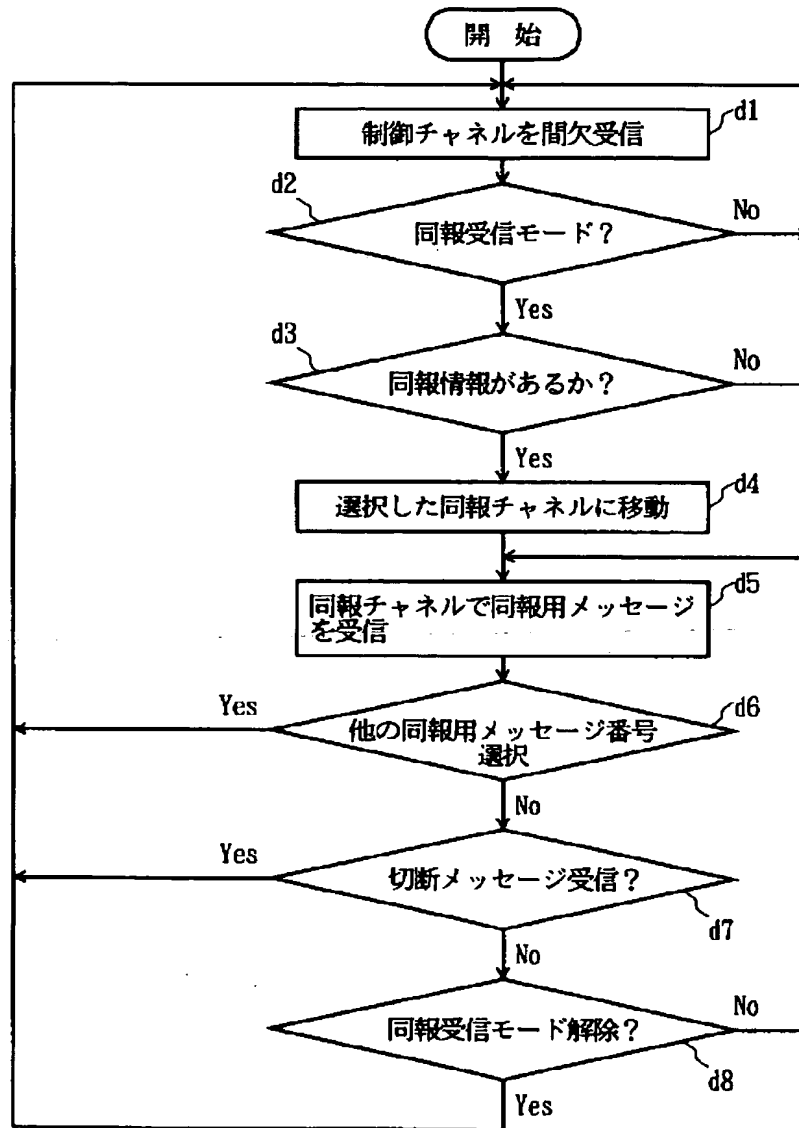 開 始
制御チャネルを間欠受信
d1
d2
同報受信モード？
No
Yes
d3
同報情報があるか？
No
Yes
選択した同報チャネルに移動
d4
同報チャネルで同報用メッセージ
を受信
d5
Yes
他の同報用メッセージ番号
選択
d6
No
Yes
切断メッセージ受信？
d7
No
同報受信モード解除？
No
d8
Yes